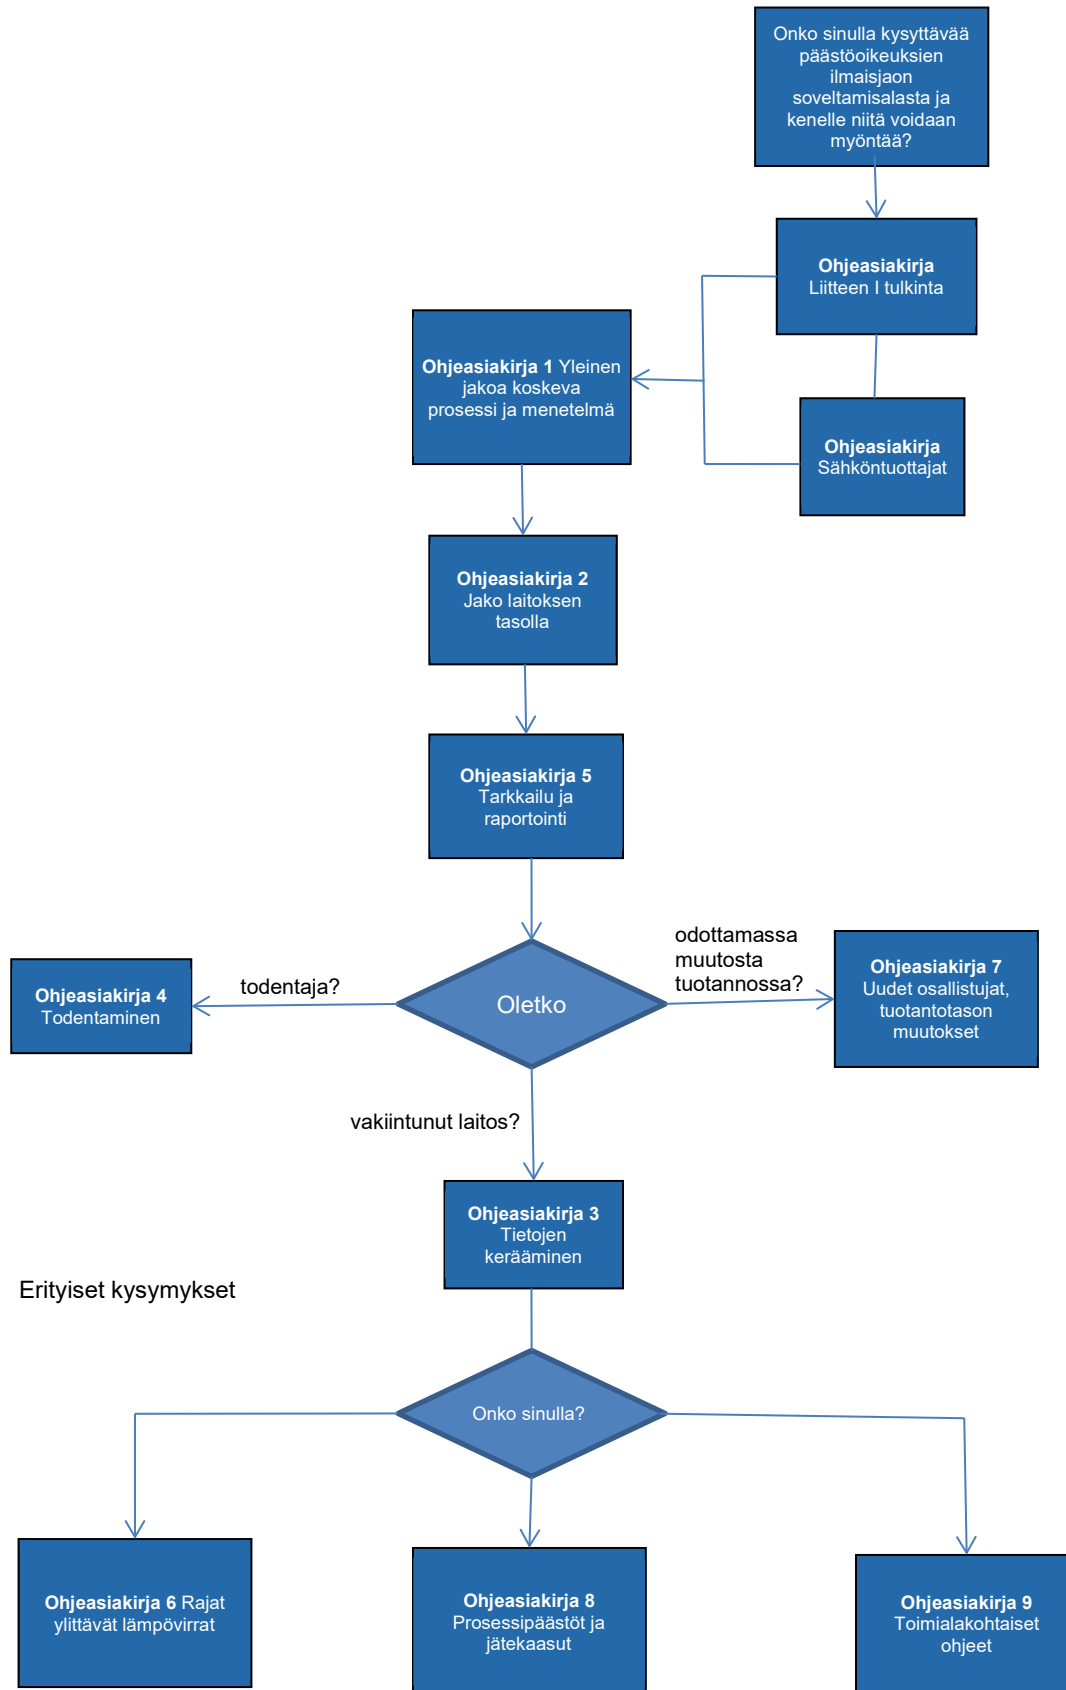 Onko sinulla kysyttävää
päästöoikeuksien
ilmaisjaon
soveltamisalasta ja
kenelle niitä voidaan
myöntää?
Ohjeasiakirja
Liitteen I tulkinta
Ohjeasiakirja 1 Yleinen
jakoa koskeva
prosessi ja menetelmä
Ohjeasiakirja
Sähköntuottajat
Ohjeasiakirja 2
Jako laitoksen
tasolla
Ohjeasiakirja 5
Tarkkailu ja
raportointi
odottamassa
muutosta
tuotannossa?
todentaja?
Oletko
Ohjeasiakirja 4
Todentaminen
Ohjeasiakirja 7
Uudet osallistujat,
tuotantotason
muutokset
vakiintunut laitos?
Ohjeasiakirja 3
Tietojen
kerääminen
Erityiset kysymykset
Onko sinulla?
Ohjeasiakirja 6 Rajat
ylittävät lämpövirrat
Ohjeasiakirja 8
Prosessipäästöt ja
jätekaasut
Ohjeasiakirja 9
Toimialakohtaiset
ohjeet